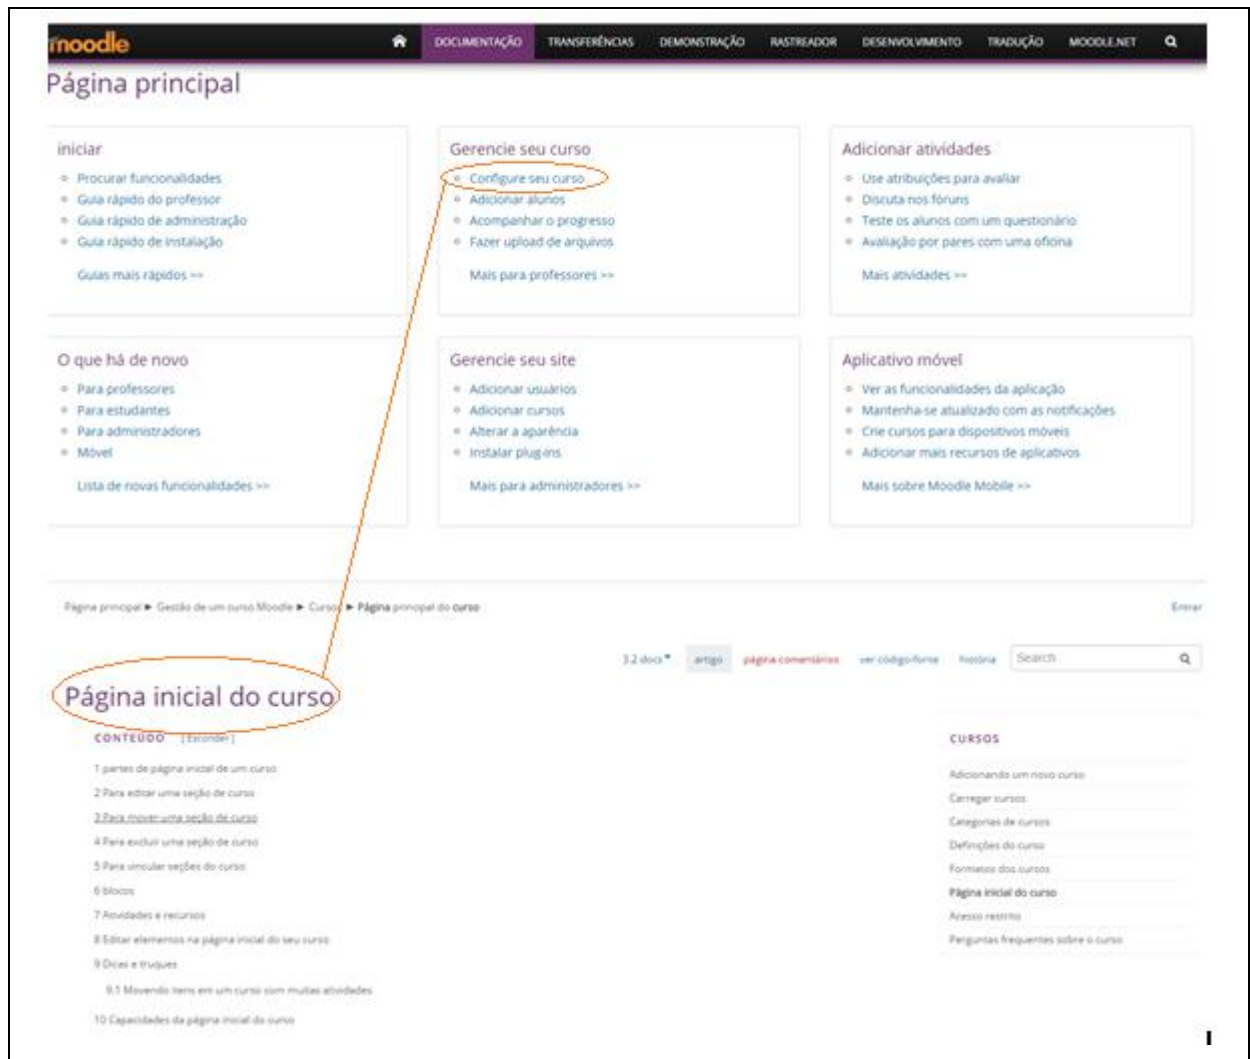 moodle DOCUMENTAÇÃO TRANSFERÊNCIAS DEMONSTRAÇÃO RASTREADOR DESENVOLVIMENTO TRADUÇÃO MOODLE.NET
Página principal
iniciar
Procurar funcionalidades
Guia rápido do professor
Guia rápido de administração
Guia rápido de instalação
Guias mais rápidos >>
Gerencie seu curso
Configure seu curso
Adicionar alunos
Acompanhar o progresso
Fazer upload de arquivos
Mais para professores >>
Adicionar atividades
Use atribuições para avaliar
Discuta nos fóruns
Teste os alunos com um questionário
Avaliação por pares com uma oficina
Mais atividades >>
O que há de novo
Para professores
Para estudantes
Para administradores
Móvel
Lista de novas funcionalidades >>
Gerencie seu site
Adicionar usuários
Adicionar cursos
Alterar a aparência
Instalar plug-ins
Mais para administradores >>
Aplicativo móvel
Ver as funcionalidades da aplicação
Mantenha-se atualizado com as notificações
Crie cursos para dispositivos móveis
Adicionar mais recursos de aplicativos
Mais sobre Moodle Mobile >>
Página principal ► Gestão de um curso Moodle ► Cursos ► Página principal do curso Entrar
3.2 docs artigo página comentários ver código-fonte história Search
Página inicial do curso
CONTEÚDO [Esconder]
1 partes de página inicial de um curso
2 Para editar uma seção de curso
3 Para mover uma seção de curso
4 Para excluir uma seção de curso
5 Para vincular seções do curso
6 blocos
7 Atividades e recursos
8 Editar elementos na página inicial do seu curso
9 Dicas e truques
9.1 Movendo itens em um curso com muitas atividades
10 Capacidades da página inicial do curso
CURSOS
Adicionando um novo curso
Carregar cursos
Categorias de cursos
Definições do curso
Formatos dos cursos
Página inicial do curso
Acesso restrito
Perguntas frequentes sobre o curso